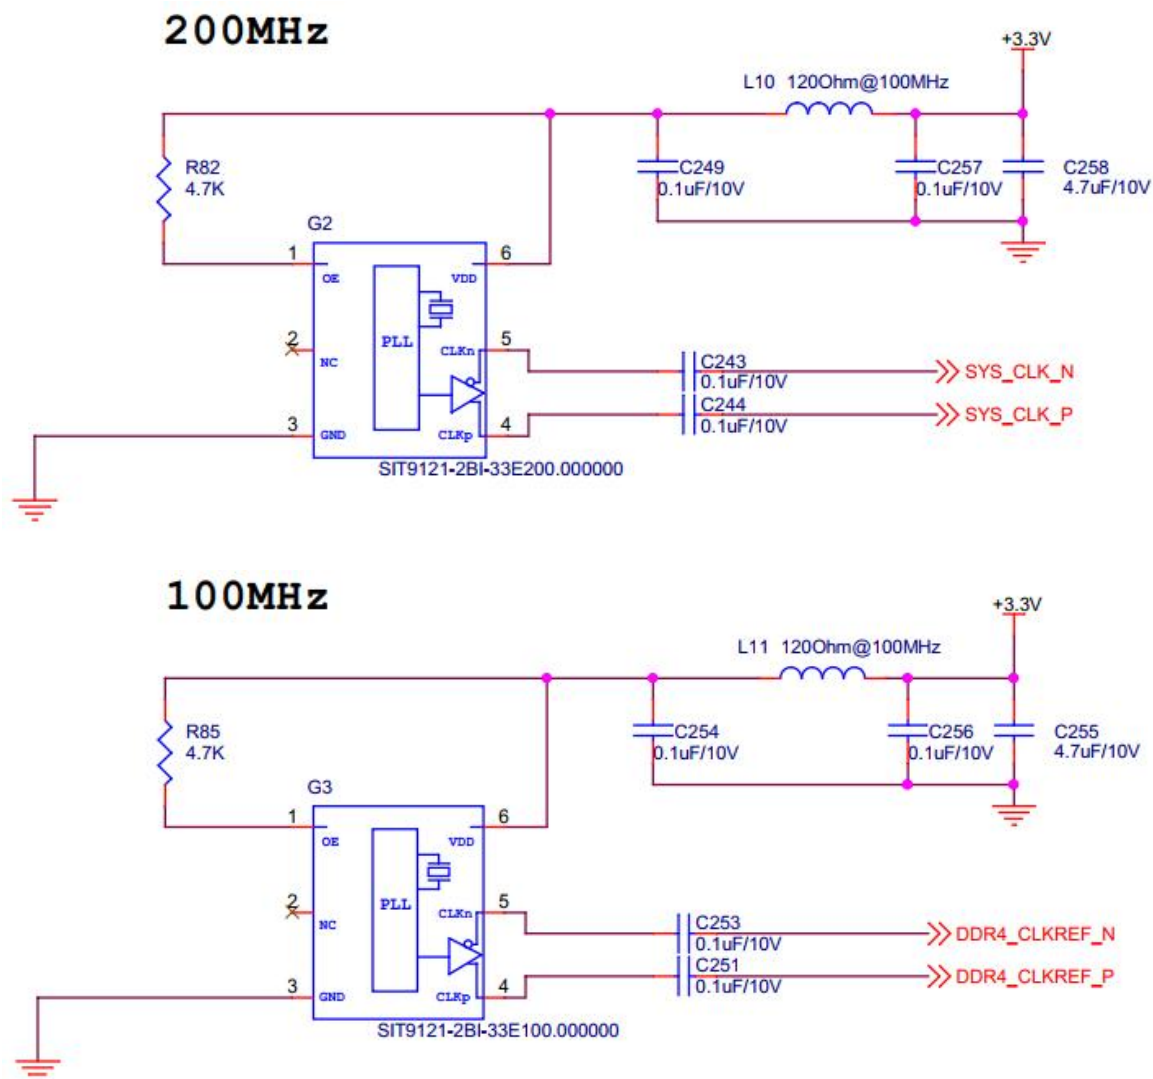 200MHz
+3.3V
L10 120Ohm@100MHz
R82
4.7K
C249
0.1uF/10V
C257
0.1uF/10V
C258
4.7uF/10V
G2
1
6
OE
VDD
2
NC
PLL
CLKn
5
C243
0.1uF/10V
SYS_CLK_N
3
GND
CLKp
4
C244
0.1uF/10V
SYS_CLK_P
SIT9121-2BI-33E200.000000
100MHz
+3.3V
L11 120Ohm@100MHz
R85
4.7K
C254
0.1uF/10V
C256
0.1uF/10V
C255
4.7uF/10V
G3
1
6
OE
VDD
2
NC
PLL
CLKn
5
C253
0.1uF/10V
DDR4_CLKREF_N
3
GND
CLKp
4
C251
0.1uF/10V
DDR4_CLKREF_P
SIT9121-2BI-33E100.000000